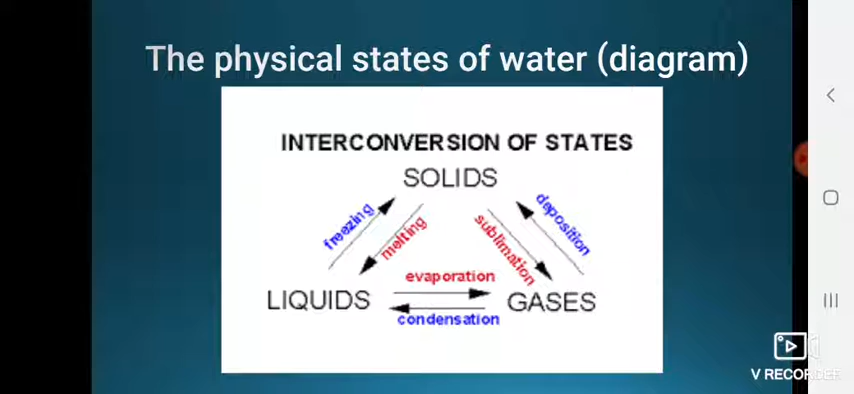 The physical states of water (diagram)
INTERCONVERSION OF STATES
SOLIDS
freezing
melting
sublimation
deposition
evaporation
LIQUIDS
GASES
condensation
V RECORDER